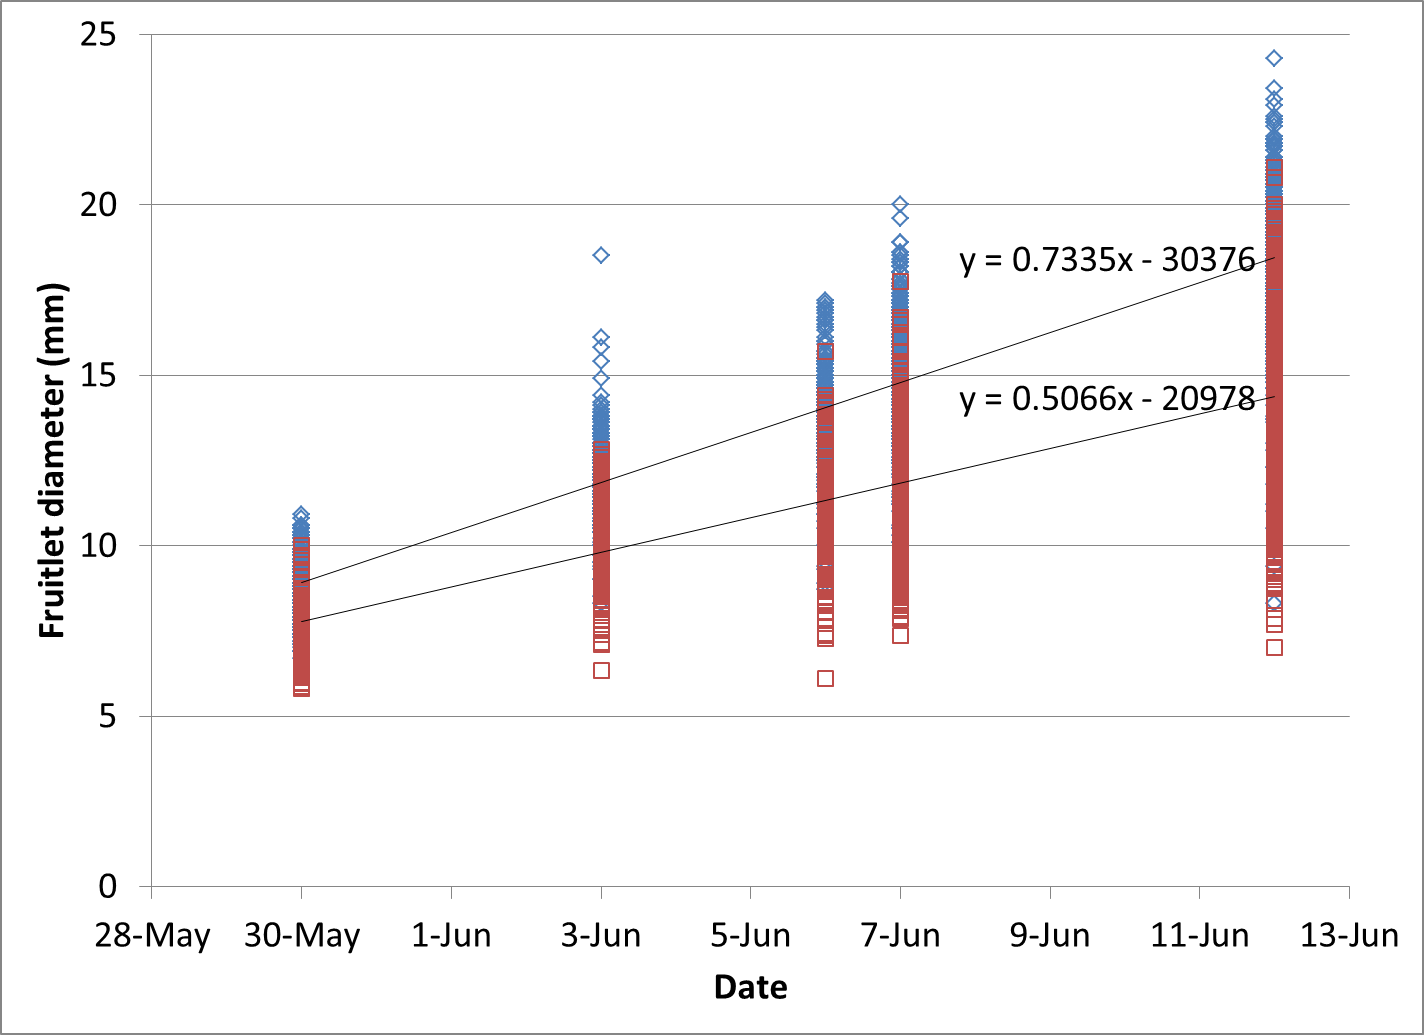 25
20
15
10
5
0
Fruitlet diameter (mm)
y = 0.7335x - 30376
y = 0.5066x - 20978
28-May 30-May 1-Jun 3-Jun 5-Jun 7-Jun 9-Jun 11-Jun 13-Jun
Date